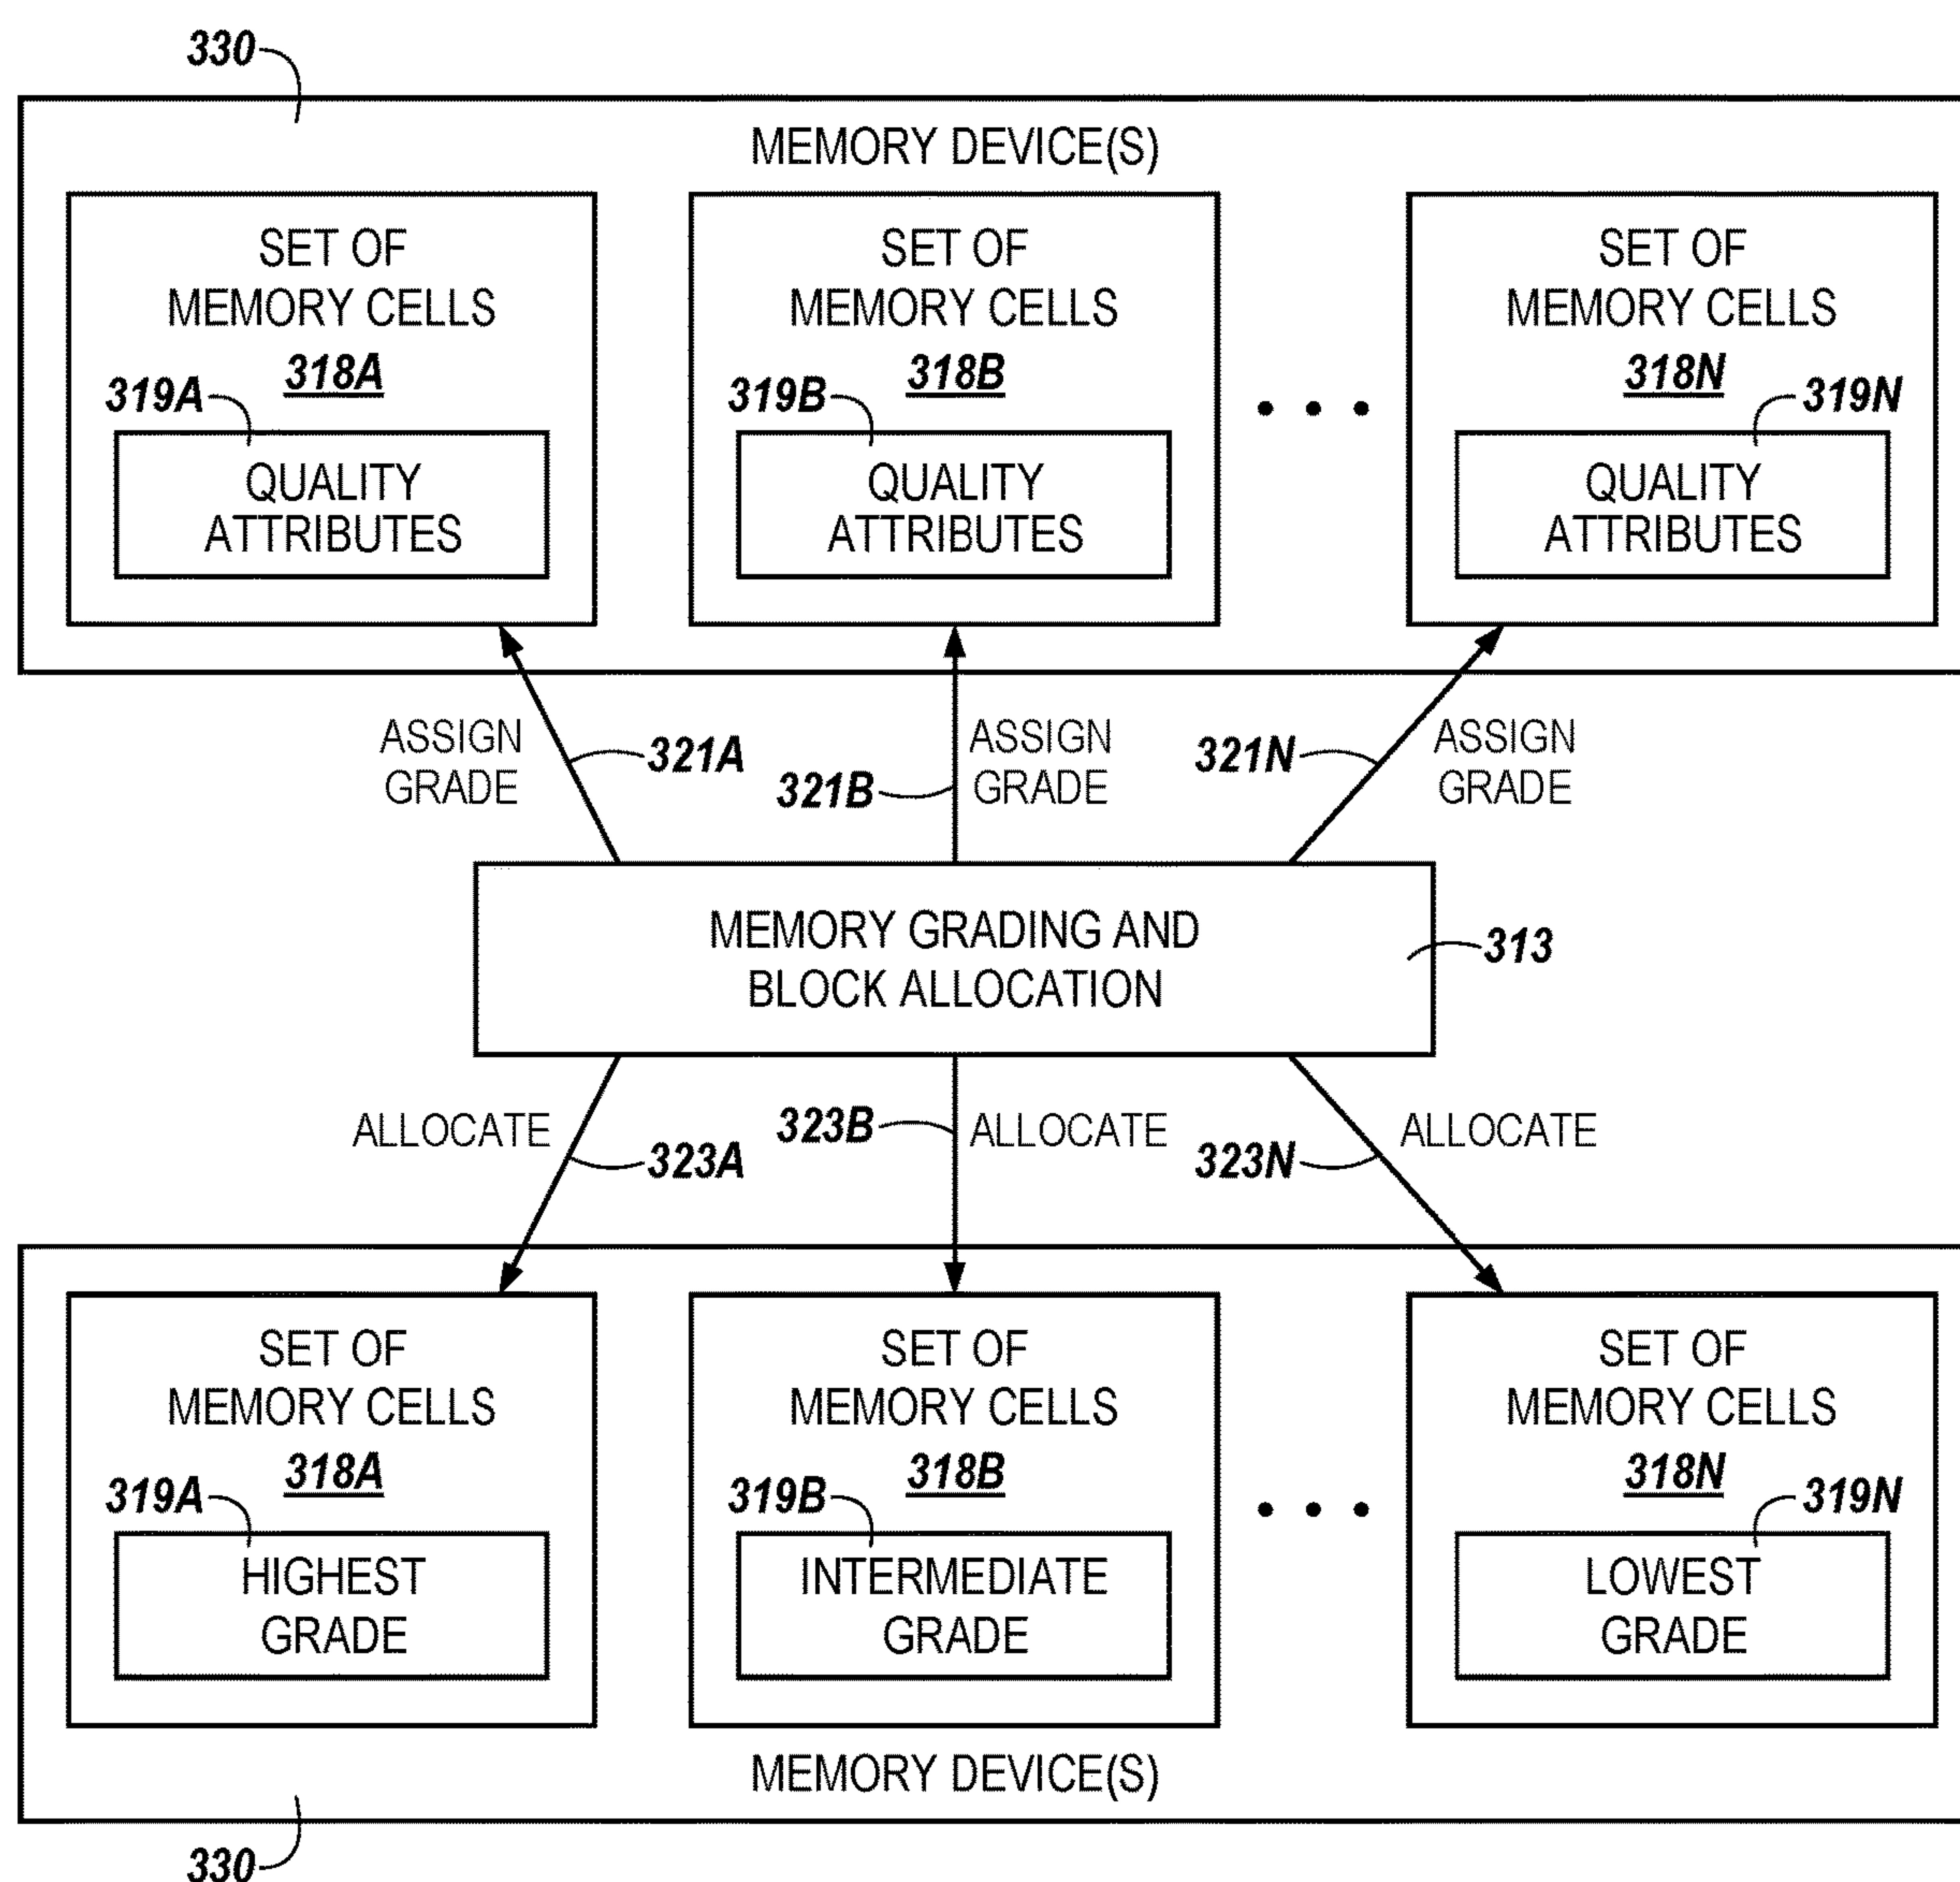 330
MEMORY DEVICE(S)
SET OF
MEMORY CELLS
318A
319A
QUALITY
ATTRIBUTES
SET OF
MEMORY CELLS
318B
319B
QUALITY
ATTRIBUTES
• • •
SET OF
MEMORY CELLS
318N
319N
QUALITY
ATTRIBUTES
ASSIGN
GRADE
321A
321B
ASSIGN
GRADE
321N
ASSIGN
GRADE
MEMORY GRADING AND
BLOCK ALLOCATION
313
ALLOCATE
323A
323B
ALLOCATE
323N
ALLOCATE
SET OF
MEMORY CELLS
318A
319A
HIGHEST
GRADE
SET OF
MEMORY CELLS
318B
319B
INTERMEDIATE
GRADE
• • •
SET OF
MEMORY CELLS
318N
319N
LOWEST
GRADE
MEMORY DEVICE(S)
330